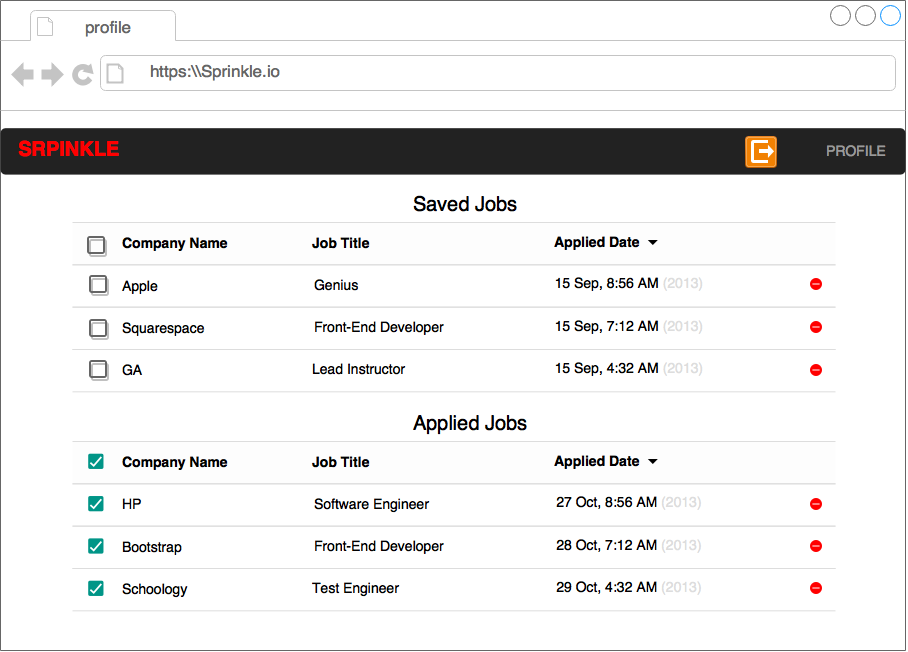 profile
https:\\Sprinkle.io
SRPINKLE PROFILE
Saved Jobs
Company Name Job Title Applied Date
Apple Genius 15 Sep, 8:56 AM (2013)
Squarespace Front-End Developer 15 Sep, 7:12 AM (2013)
GA Lead Instructor 15 Sep, 4:32 AM (2013)
Applied Jobs
Company Name Job Title Applied Date
HP Software Engineer 27 Oct, 8:56 AM (2013)
Bootstrap Front-End Developer 28 Oct, 7:12 AM (2013)
Schoology Test Engineer 29 Oct, 4:32 AM (2013)